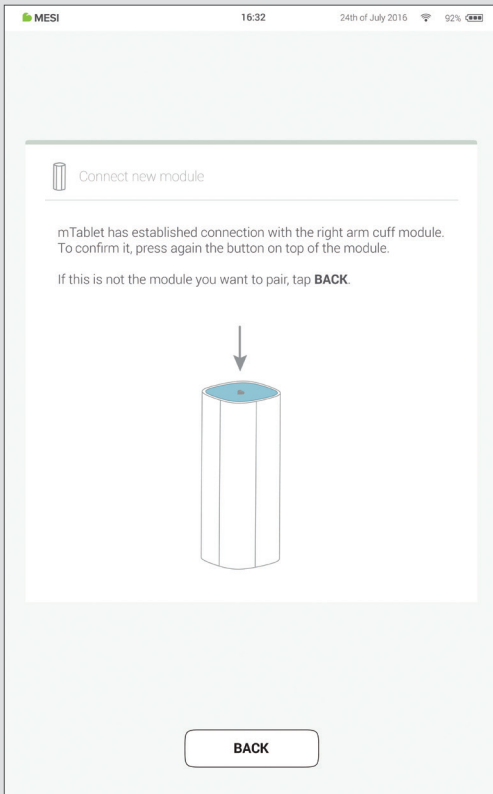 MESI 16:32 24th of July 2016 92%
Connect new module
mTablet has established connection with the right arm cuff module.
To confirm it, press again the button on top of the module.
If this is not the module you want to pair, tap BACK.
BACK